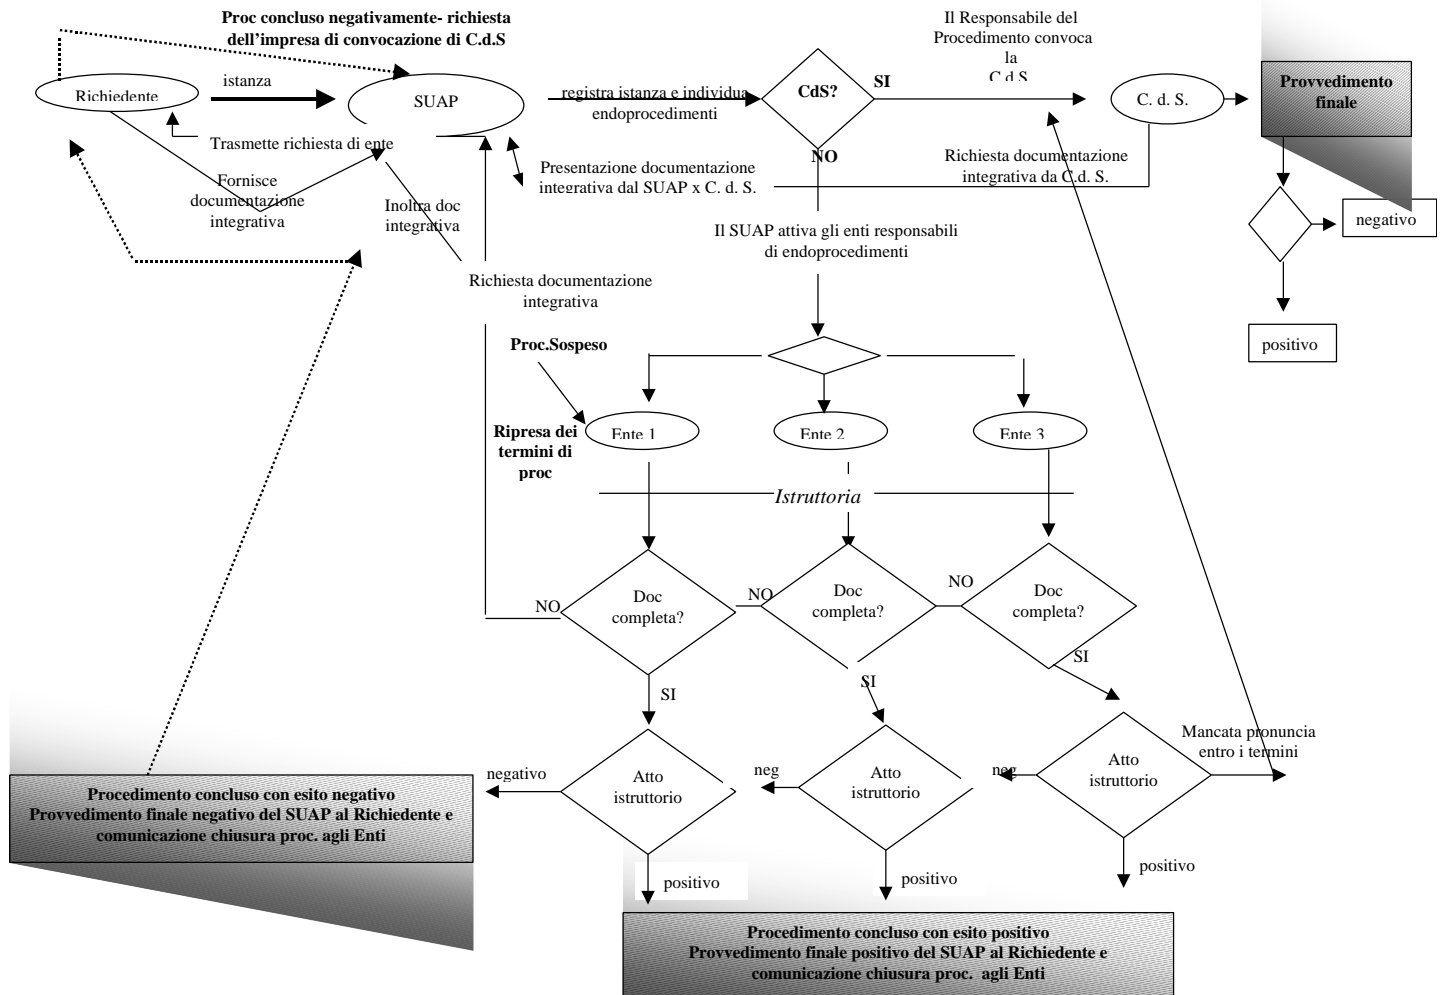 Proc concluso negativamente- richiesta
dell'impresa di convocazione di C.d.S
Il Responsabile del
Procedimento convoca
la
C.d.S.
Richiedente
istanza
SUAP
registra istanza e individua
endoprocedimenti
CdS?
SI
NO
C. d. S.
Provvedimento
finale
Trasmette richiesta di ente
Fornisce
documentazione
integrativa
Inoltra doc
integrativa
Presentazione documentazione
integrativa dal SUAP x C. d. S.
Richiesta documentazione
integrativa da C.d.S.
negativo
positivo
Il SUAP attiva gli enti responsabili
di endoprocedimenti
Richiesta documentazione
integrativa
Proc.Sospeso
Ripresa dei
termini di
proc
Ente 1
Ente 2
Ente 3
Istruttoria
NO
Doc
completa?
NO
Doc
completa?
NO
Doc
completa?
SI
SI
SI
Mancata pronuncia
entro i termini
negativo
Atto
istruttorio
neg
Atto
istruttorio
neg
Atto
istruttorio
positivo
positivo
positivo
Procedimento concluso con esito negativo
Provvedimento finale negativo del SUAP al Richiedente e
comunicazione chiusura proc. agli Enti
Procedimento concluso con esito positivo
Provvedimento finale positivo del SUAP al Richiedente e
comunicazione chiusura proc. agli Enti